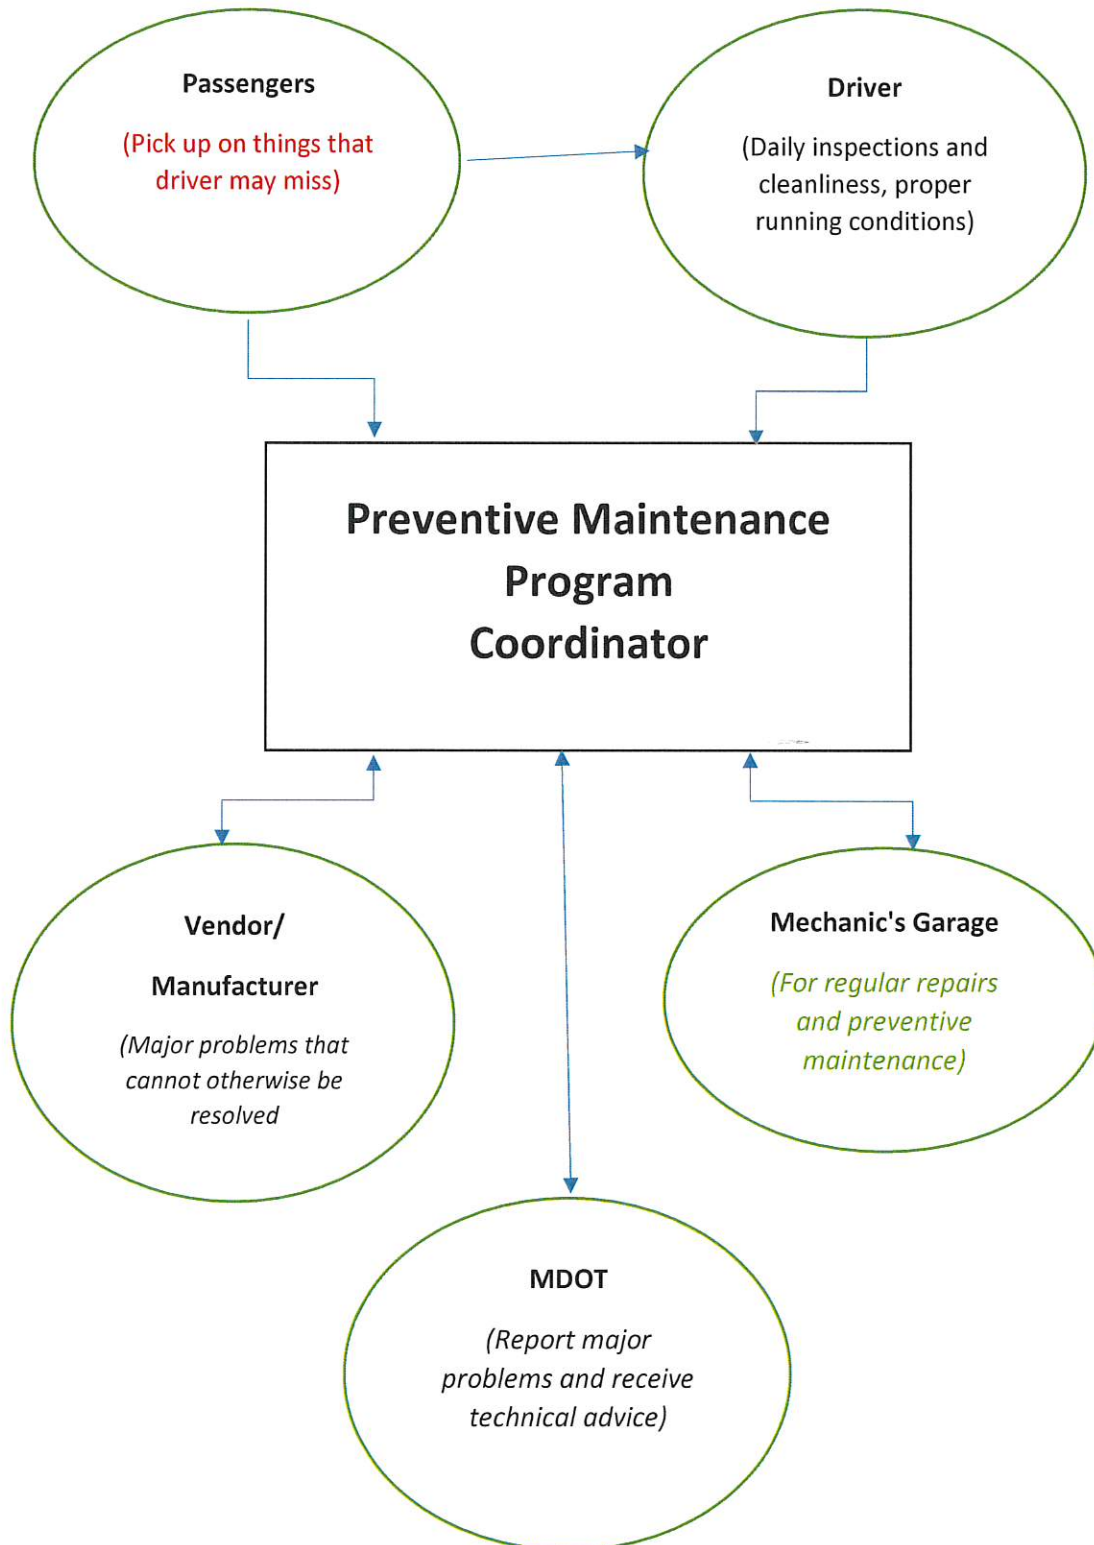 Passengers
(Pick up on things that
driver may miss)
Driver
(Daily inspections and
cleanliness, proper
running conditions)
Preventive Maintenance
Program
Coordinator
Vendor/
Manufacturer
(Major problems that
cannot otherwise be
resolved
Mechanic's Garage
(For regular repairs
and preventive
maintenance)
MDOT
(Report major
problems and receive
technical advice)